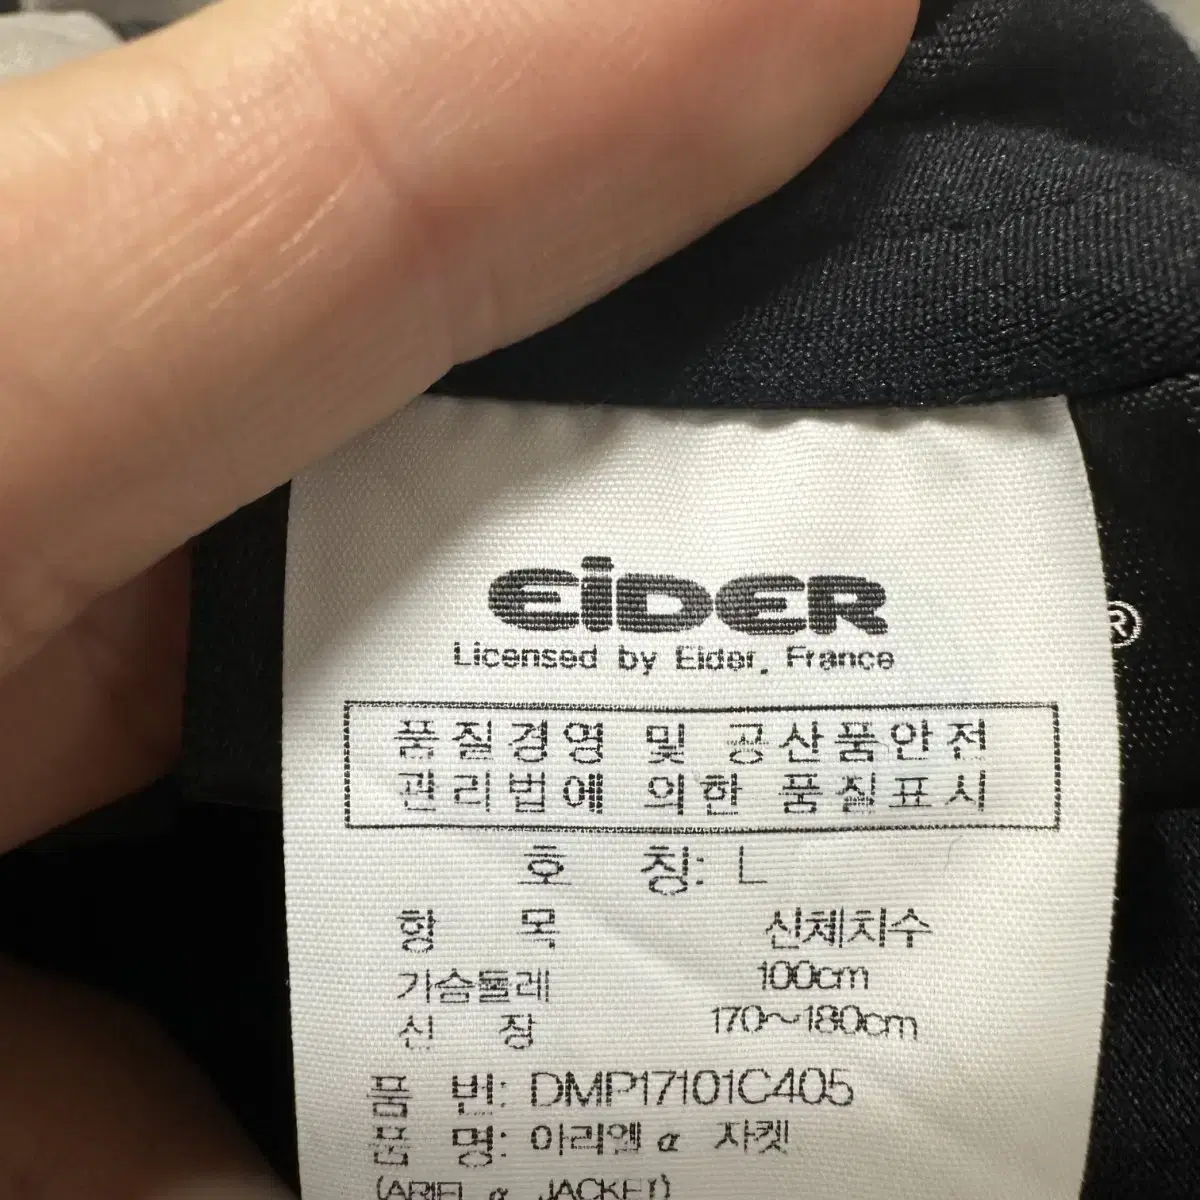 EiDER
Licensed by Eider, France
®
품질경영 및 공산품안전
관리법에 의한 품질표시
호 칭: L
항 목 신체치수
가슴둘레 100cm
신 장 170~180cm
품 번: DMP17101C405
품 명: 아리엘 α 자켓
(ARIEL α JACKET)